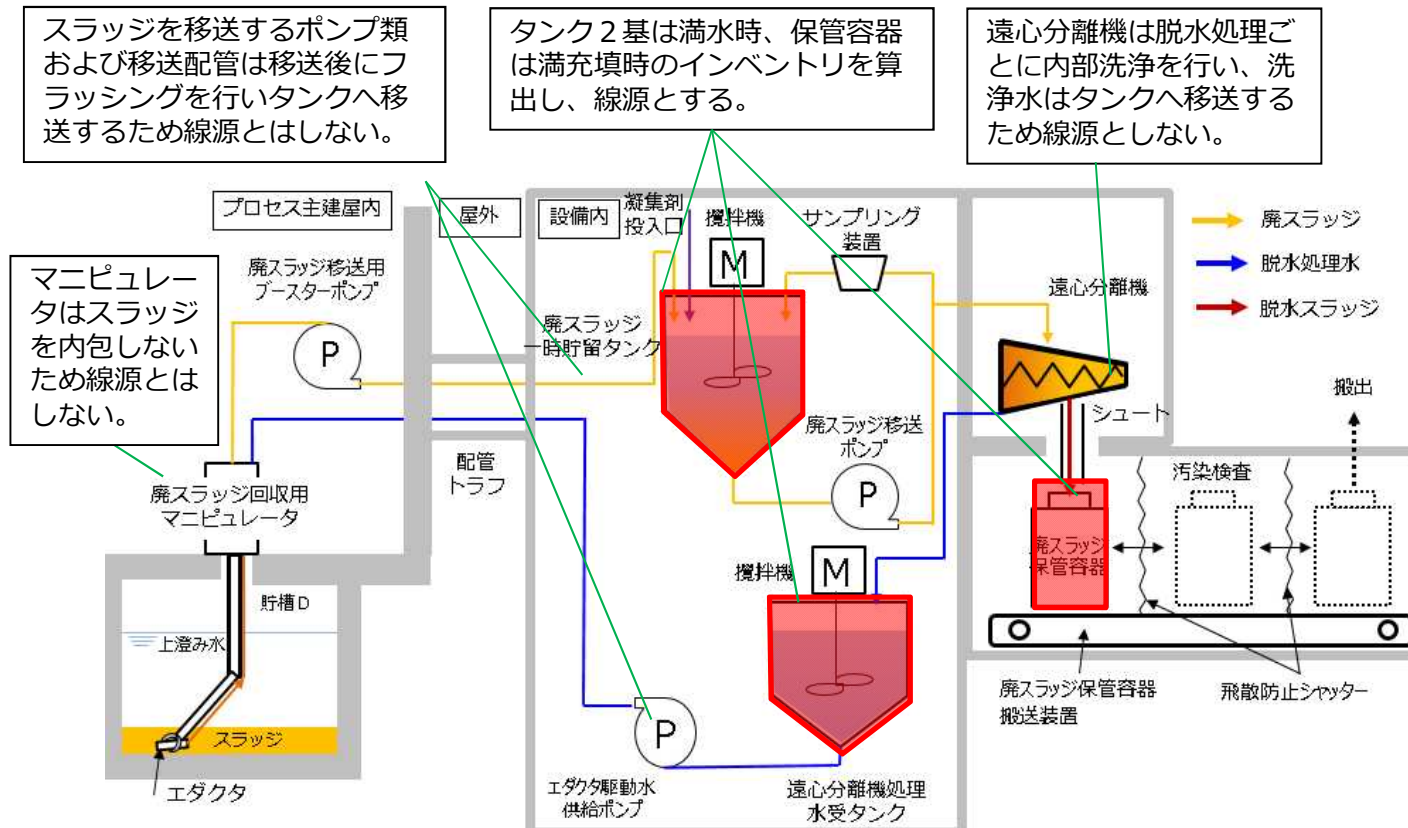 スラッジを移送するポンプ類
および移送配管は移送後にフ
ラッシングを行いタンクへ移
送するため線源とはしない。
タンク２基は満水時、保管容器
は満充填時のインベントリを算
出し、線源とする。
遠心分離機は脱水処理ご
とに内部洗浄を行い、洗
浄水はタンクへ移送する
ため線源としない。
プロセス主建屋内
屋外
設備内
凝集剤
投入口
攪拌機
サンプリング
装置
廃スラッジ
脱水処理水
脱水スラッジ
マニピュレー
タはスラッジ
を内包しない
ため線源とは
しない。
廃スラッジ移送用
ブースターポンプ
P
M
遠心分離機
廃スラッジ
一時貯留タンク
シュート
搬出
廃スラッジ移送
ポンプ
P
配管
トラフ
汚染検査
廃スラッジ回収用
マニピュレータ
廃スラッジ
保管容器
攪拌機
M
貯槽D
上澄み水
スラッジ
エダクタ
P
エダクタ駆動水
供給ポンプ
遠心分離機処理
水受タンク
廃スラッジ保管容器
搬送装置
飛散防止シャッター